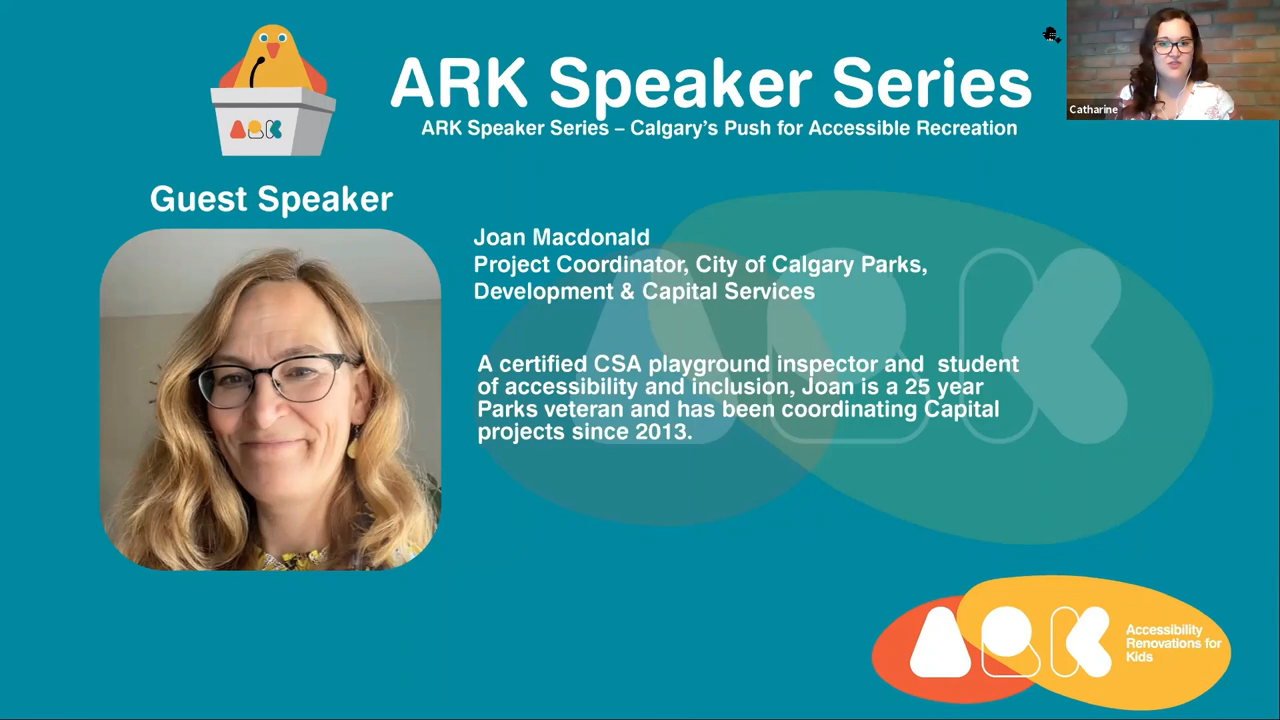 ARK Speaker Series
ARK Speaker Series – Calgary's Push for Accessible Recreation
Catharine
ARK
Guest Speaker
Joan Macdonald
Project Coordinator, City of Calgary Parks,
Development & Capital Services
A certified CSA playground inspector and  student
of accessibility and inclusion, Joan is a 25 year
Parks veteran and has been coordinating Capital
projects since 2013.
ARK
ARK
Accessibility
Renovations for
Kids